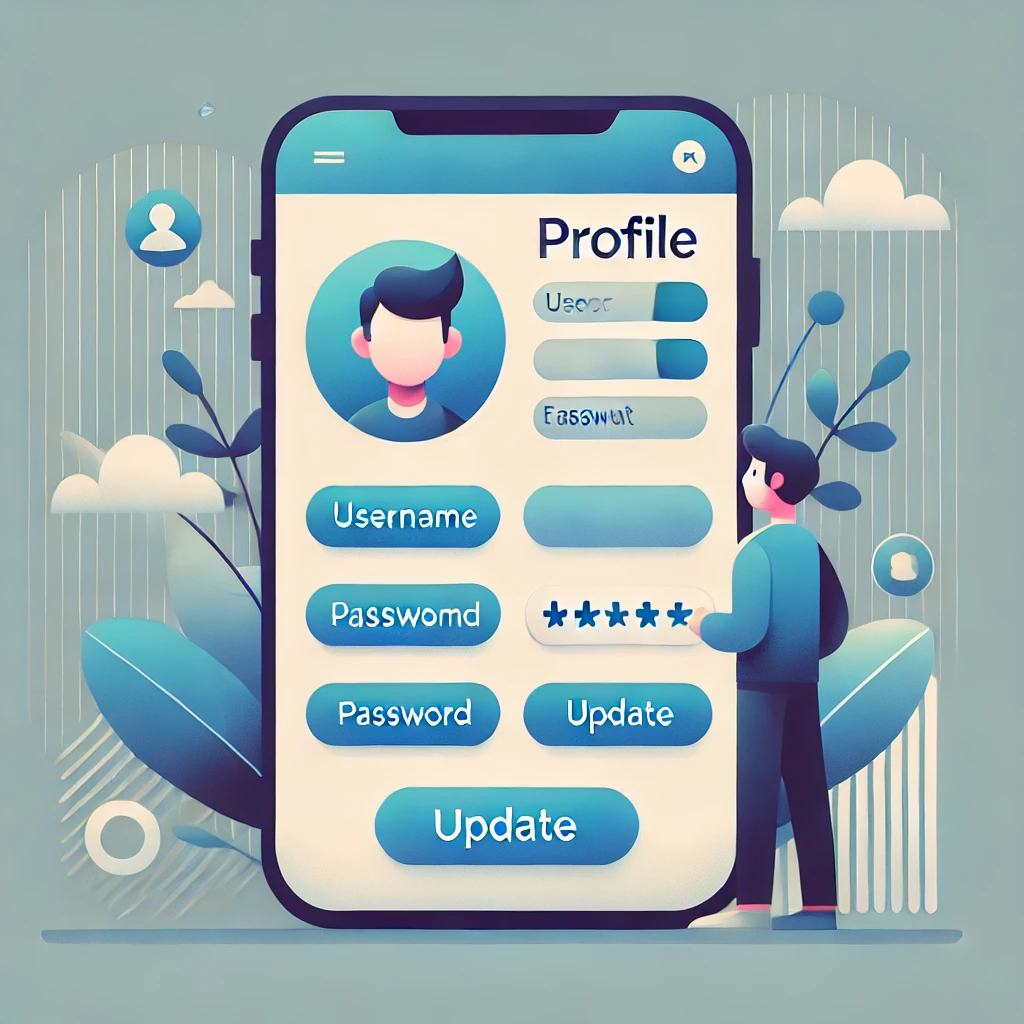 Profile
Username
Passwomd *****
Password Update
Update